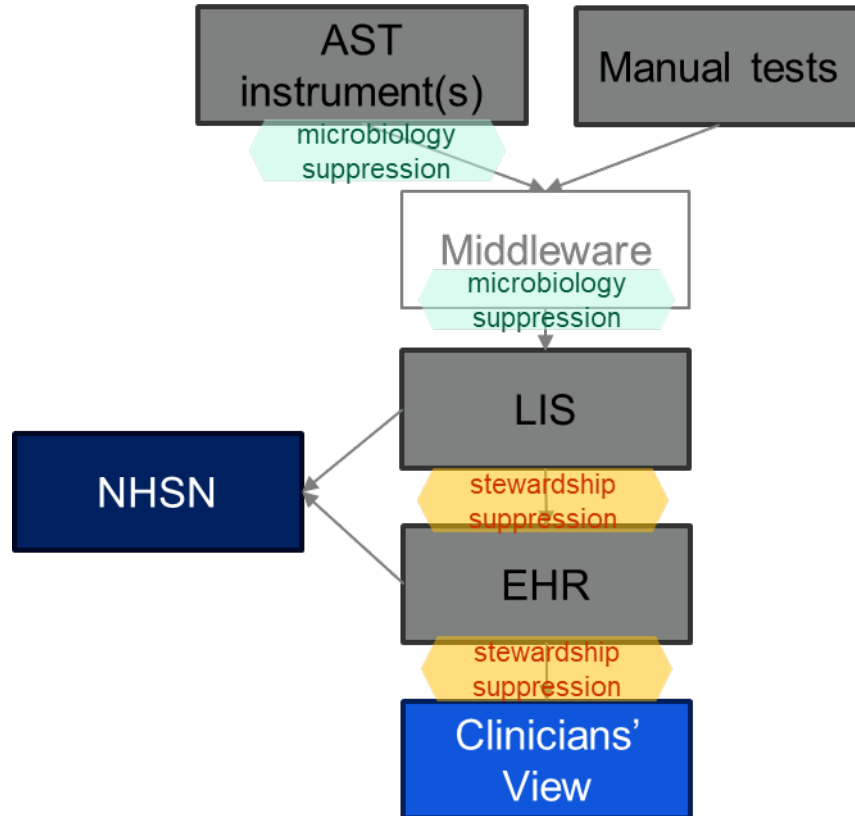 AST
instrument(s)
Manual tests
microbiology
suppression
Middleware
microbiology
suppression
LIS
NHSN
stewardship
suppression
EHR
stewardship
suppression
Clinicians’
View